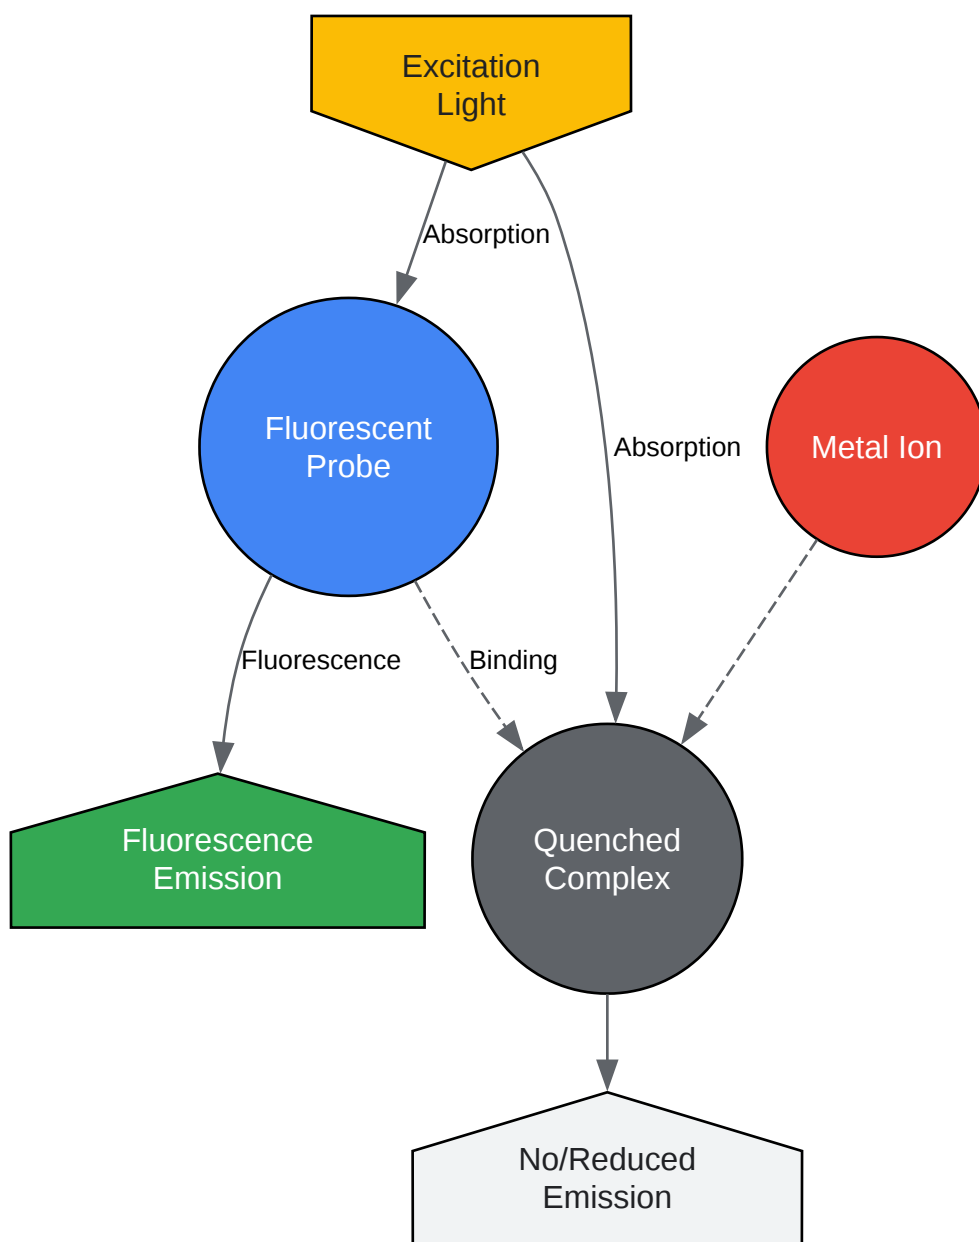 Excitation
Light
Absorption
Fluorescent
Probe
Absorption
Metal Ion
Fluorescence
Binding
Fluorescence
Emission
Quenched
Complex
No/Reduced
Emission